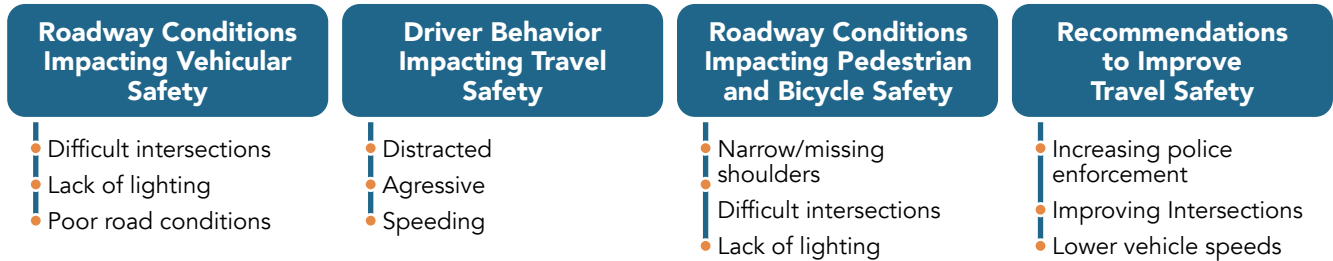 Roadway Conditions
Impacting Vehicular
Safety
Difficult intersections
Lack of lighting
Poor road conditions
Driver Behavior
Impacting Travel
Safety
Distracted
Agressive
Speeding
Roadway Conditions
Impacting Pedestrian
and Bicycle Safety
Narrow/missing
shoulders
Difficult intersections
Lack of lighting
Recommendations
to Improve
Travel Safety
Increasing police
enforcement
Improving Intersections
Lower vehicle speeds